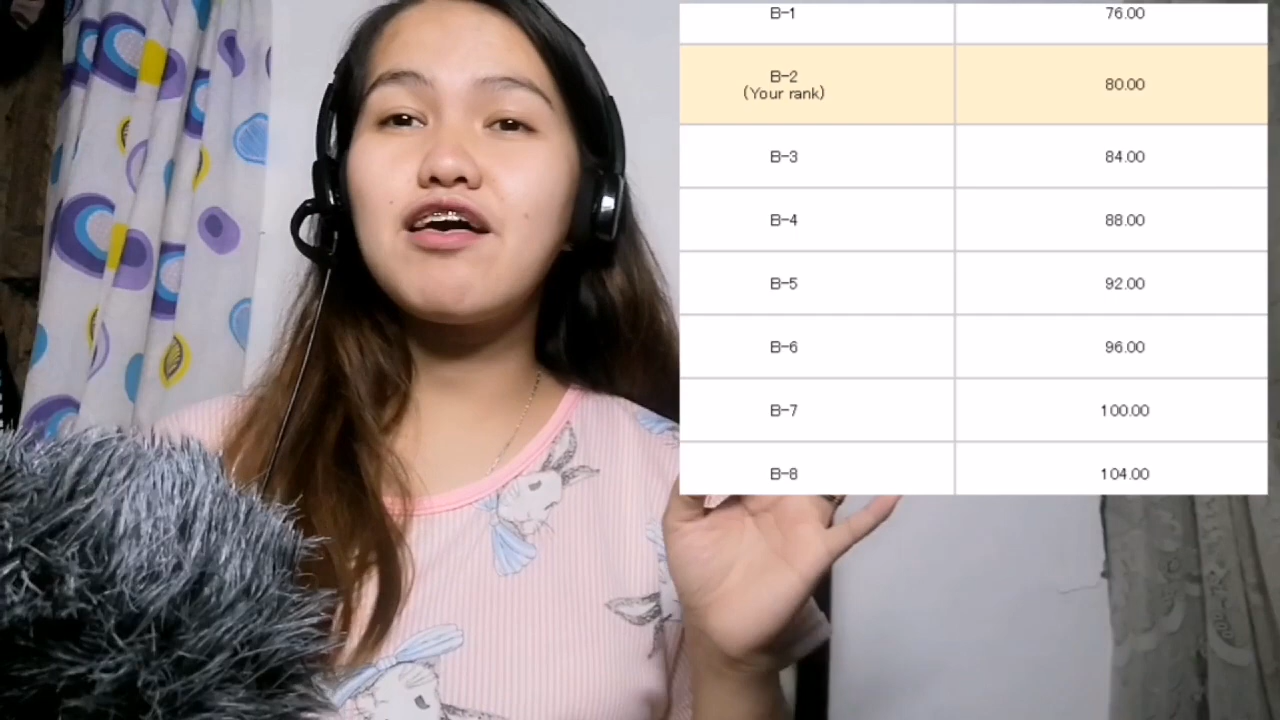 B-1 76.00
B-2
(Your rank) 80.00
B-3 84.00
B-4 88.00
B-5 92.00
B-6 96.00
B-7 100.00
B-8 104.00